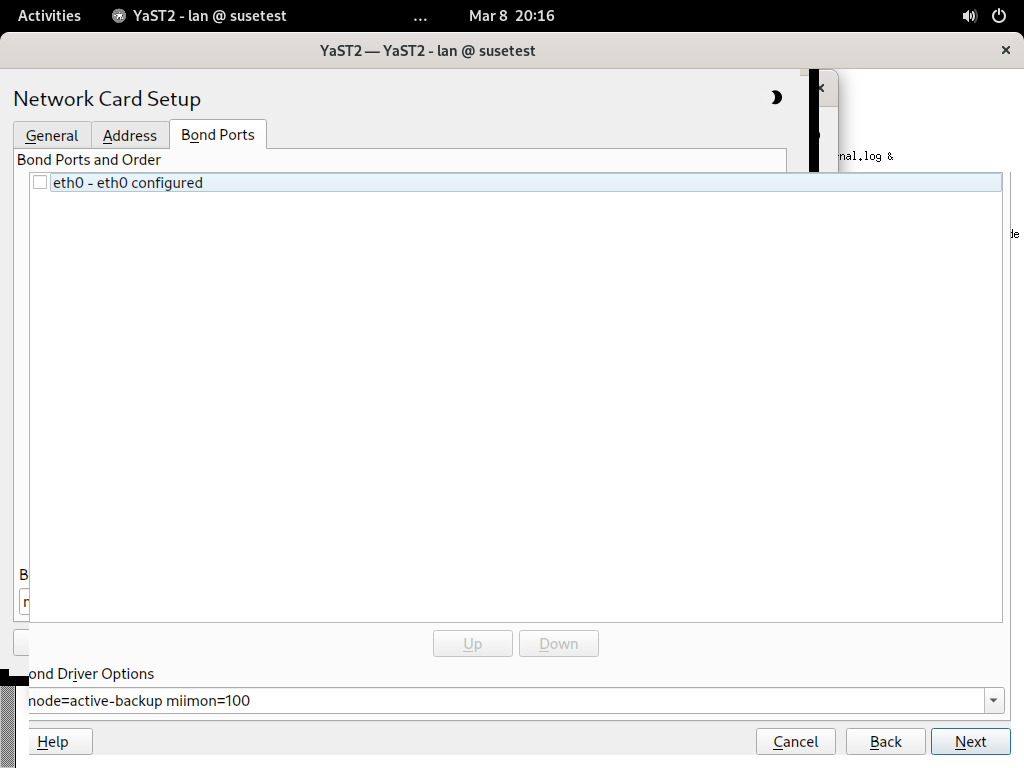 Activities YaST2 - lan @ susetest ... Mar 8 20:16
YaST2 — YaST2 - lan @ susetest
Network Card Setup
General Address Bond Ports
Bond Ports and Order
nal.log &
eth0 - eth0 configured
de
B
Up Down
ond Driver Options
mode=active-backup miimon=100
Help Cancel Back Next